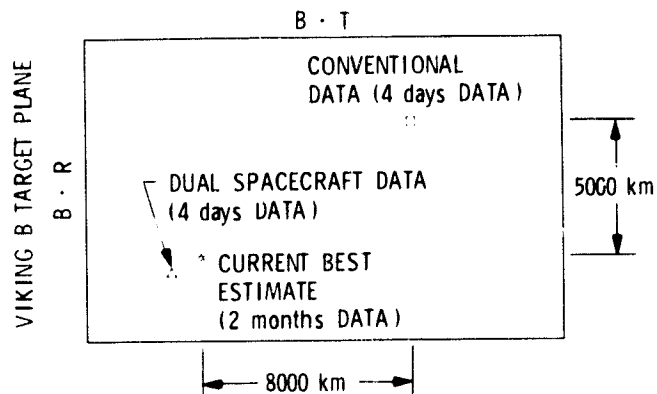 B · T
VIKING B TARGET PLANE
B · R
CONVENTIONAL
DATA (4 days DATA)
5000 km
DUAL SPACECRAFT DATA
(4 days DATA)
* CURRENT BEST
ESTIMATE
(2 months DATA)
8000 km